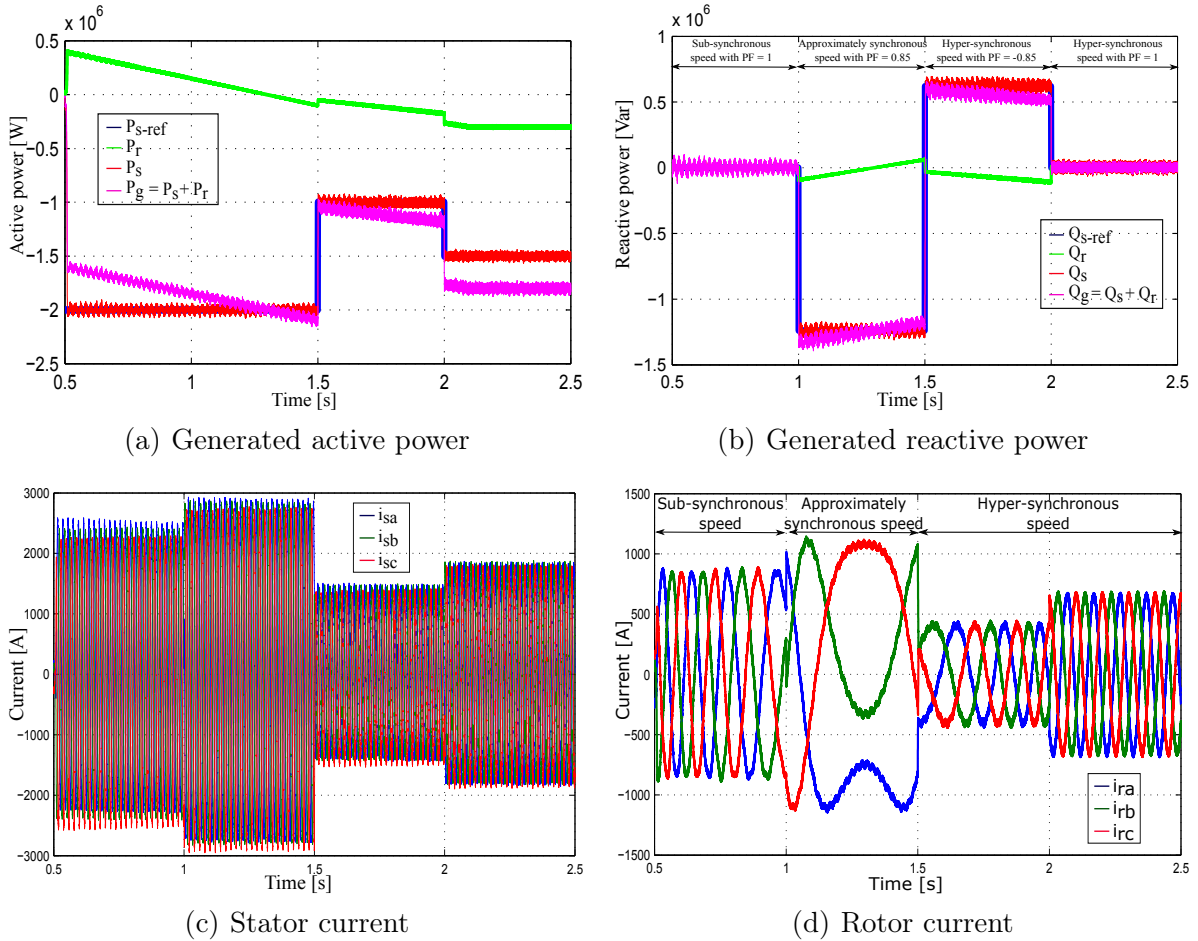 x 10⁶
0.5
0
−0.5
−1
−1.5
−2
−2.5
0.5
1
1.5
2
2.5
Active power [W]
Time [s]
P_s-ref
P_r
P_s
P_g = P_s+P_r
(a) Generated active power
x 10⁶
1
0.5
0
−0.5
−1
−1.5
0.5
1
1.5
2
2.5
Reactive power [Var]
Time [s]
Sub-synchronous
speed with PF = 1
Approximately synchronous
speed with PF = 0.85
Hyper-synchronous
speed with PF = -0.85
Hyper-synchronous
speed with PF = 1
Q_s-ref
Q_r
Q_s
Q_g = Q_s + Q_r
(b) Generated reactive power
3000
2000
1000
0
−1000
−2000
−3000
0.5
1
1.5
2
2.5
Current [A]
Time [s]
i_sa
i_sb
i_sc
(c) Stator current
1500
1000
500
0
−500
−1000
−1500
0.5
1
1.5
2
2.5
Current [A]
Time [s]
Sub-synchronous
speed
Approximately
synchronous speed
Hyper-synchronous
speed
i_ra
i_rb
i_rc
(d) Rotor current